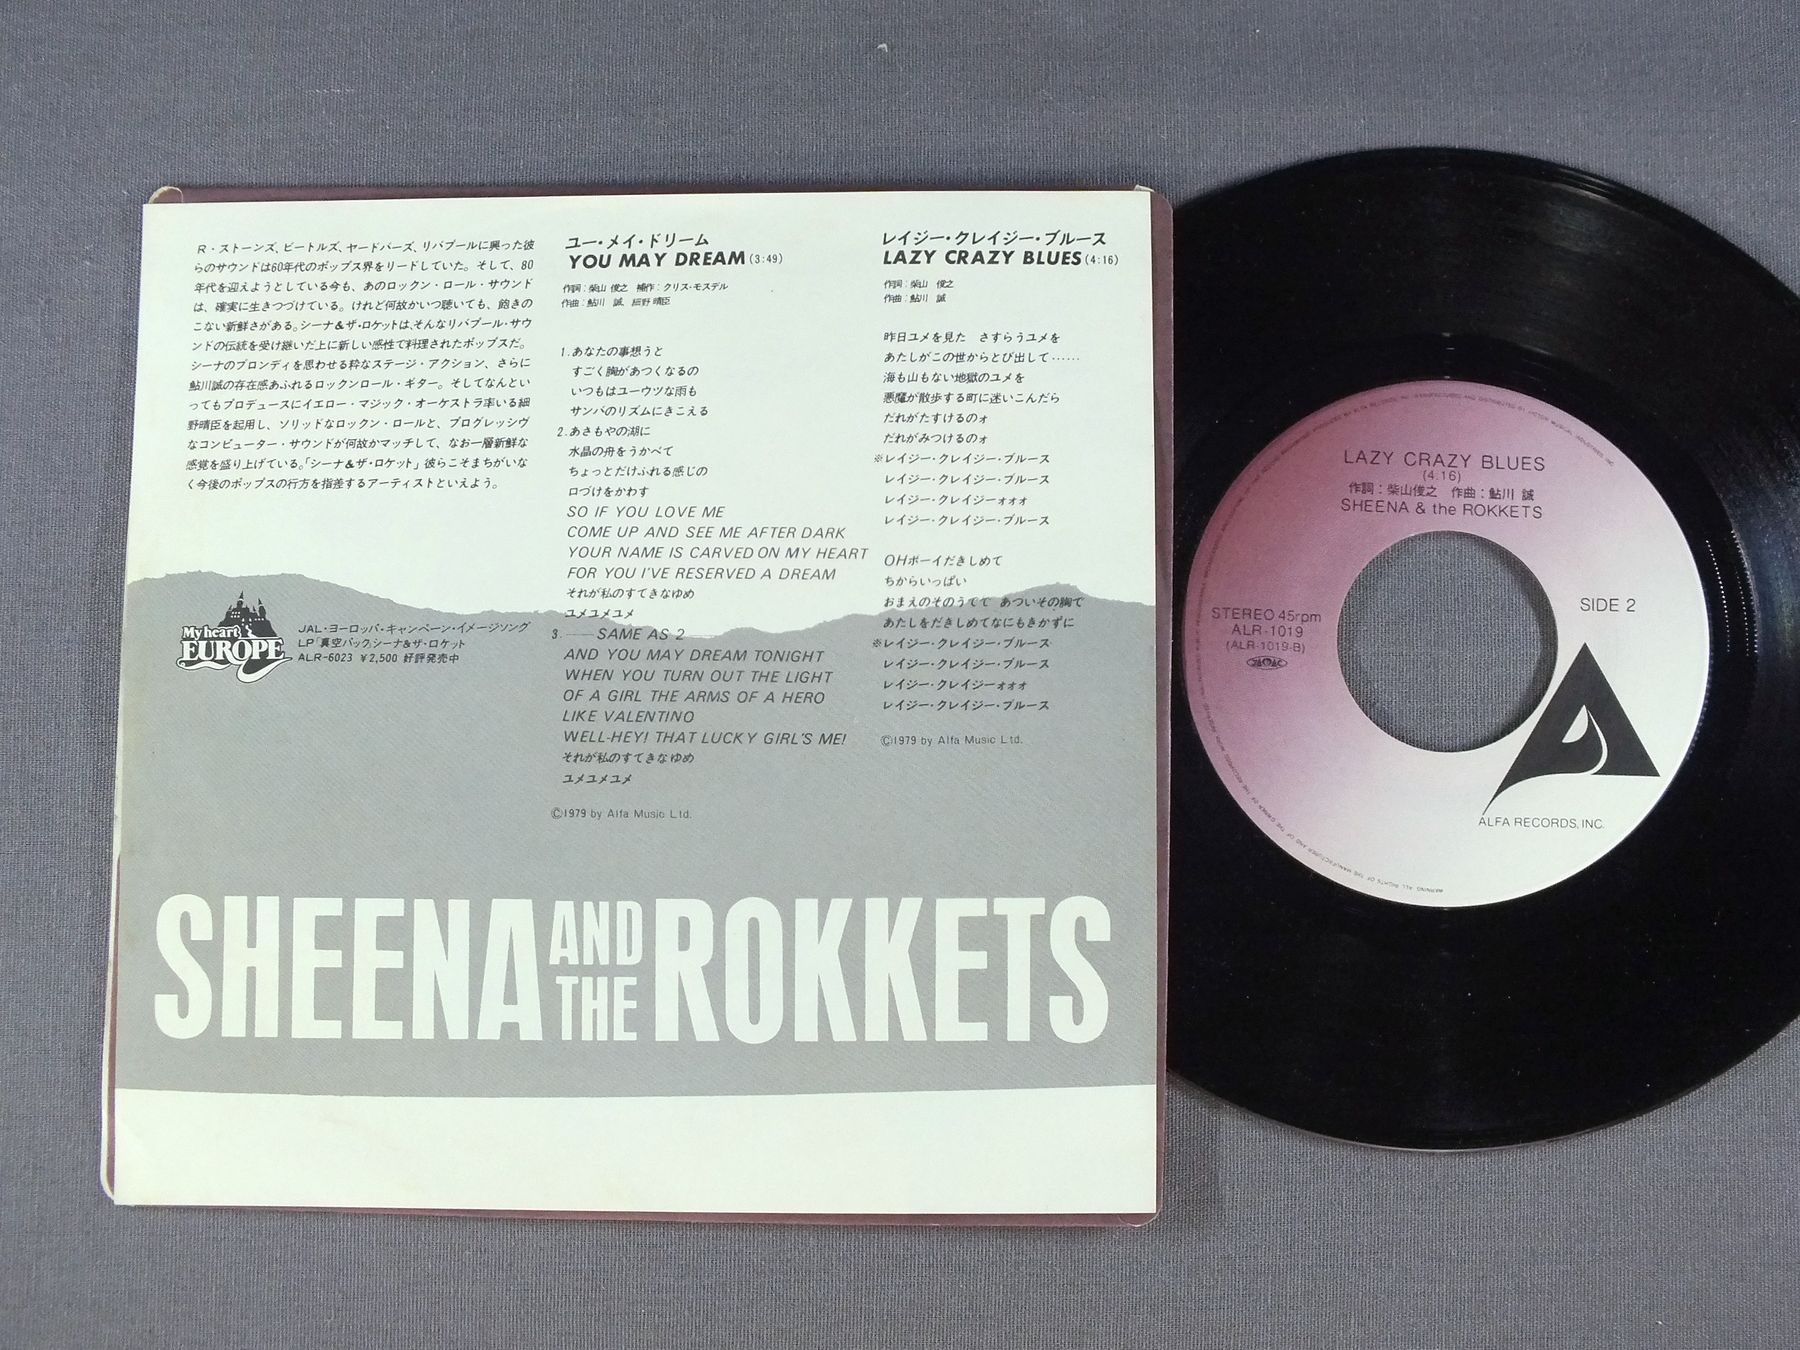 R・ストーンズ、ビートルズ、ヤードバーズ、リバプールに興った彼
らのサウンドは60年代のポップス界をリードしていた。そして、80
年代を迎えようとしている今も、あのロックン・ロール・サウンド
は、確実に生きつづけている。けれど何故かいつ聴いても、飽きの
こない新鮮さがある。シーナ&ザ・ロケットは、そんなリバプール・サウ
ンドの伝統を受け継いだ上に新しい感性で料理されたポップスだ。
シーナのブロンディを思わせる粋なステージ・アクション、さらに
鮎川誠の存在感あふれるロックンロール・ギター。そしてなんとい
ってもプロデュースにイエロー・マジック・オーケストラ率いる細
野晴臣を起用し、ソリッドなロックン・ロールと、プログレッシヴ
なコンピューター・サウンドが何故かマッチして、なお一層新鮮な
感覚を盛り上げている。「シーナ&ザ・ロケット」彼らこそまちがいな
く今後のポップスの行方を指差するアーティストといえよう。
My heart
EUROPE
JAL・ヨーロッパ・キャンペーン・イメージソング
LP「真空パック」シーナ&ザ・ロケット
ALR-6023 ¥2,500 好評発売中
ユー・メイ・ドリーム
YOU MAY DREAM (3:49)
作詞:柴山 俊之 補作:クリス・モスデル
作曲:鮎川 誠、細野晴臣
1. あなたの事想うと
すごく胸があつくなるの
いつもはユーウツな雨も
サンバのリズムにきこえる
2. あさもやの湖に
水晶の舟をうかべて
ちょっとだけふれる感じの
口づけをかわす
SO IF YOU LOVE ME
COME UP AND SEE ME AFTER DARK
YOUR NAME IS CARVED ON MY HEART
FOR YOU I'VE RESERVED A DREAM
それが私のすてきなゆめ
ユメユメユメ
3. ——SAME AS 2
AND YOU MAY DREAM TONIGHT
WHEN YOU TURN OUT THE LIGHT
OF A GIRL THE ARMS OF A HERO
LIKE VALENTINO
WELL-HEY! THAT LUCKY GIRL'S ME!
それが私のすてきなゆめ
ユメユメユメ
©1979 by Alfa Music Ltd.
レイジー・クレイジー・ブルース
LAZY CRAZY BLUES (4:16)
作詞:柴山 俊之
作曲:鮎川 誠
昨日ユメを見た さすらうユメを
あたしがこの世からとび出して……
海も山もない地獄のユメを
悪魔が散歩する町に迷いこんだら
だれがたすけるのォ
だれがみつけるのォ
※レイジー・クレイジー・ブルース
レイジー・クレイジー・ブルース
レイジー・クレイジーォォォ
レイジー・クレイジー・ブルース
OHボーイだきしめて
ちからいっぱい
おまえのそのうでで あついその胸で
あたしをだきしめてなにもきかずに
※レイジー・クレイジー・ブルース
レイジー・クレイジー・ブルース
レイジー・クレイジーォォォ
レイジー・クレイジー・ブルース
©1979 by Alfa Music Ltd.
SHEENA AND THE ROKKETS
LAZY CRAZY BLUES
(4:16)
作詞:柴山俊之 作曲:鮎川 誠
SHEENA & the ROKKETS
SIDE 2
STEREO 45rpm
ALR-1019
(ALR-1019-B)
ALFA RECORDS, INC.